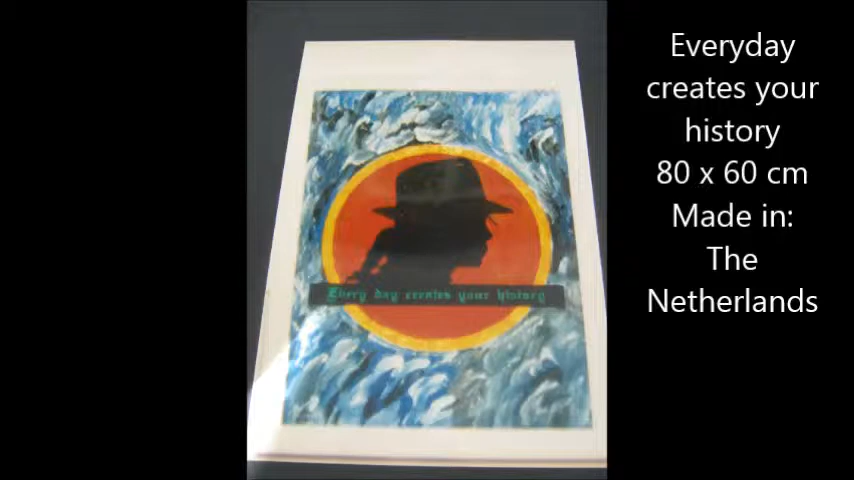 Everyday
creates your
history
80 x 60 cm
Made in:
The
Netherlands
Every day creates your history